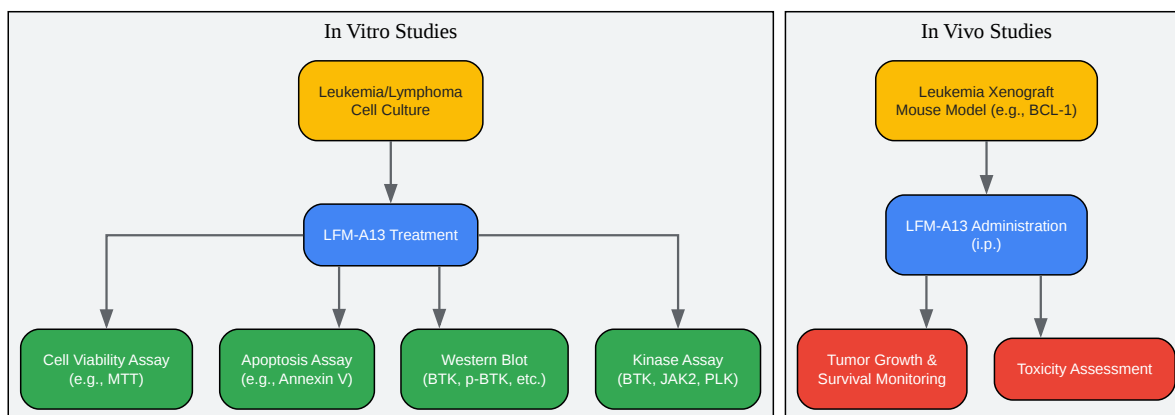 In Vitro Studies
Leukemia/Lymphoma
Cell Culture
LFM-A13 Treatment
Cell Viability Assay
(e.g., MTT)
Apoptosis Assay
(e.g., Annexin V)
Western Blot
(BTK, p-BTK, etc.)
Kinase Assay
(BTK, JAK2, PLK)
In Vivo Studies
Leukemia Xenograft
Mouse Model (e.g., BCL-1)
LFM-A13 Administration
(i.p.)
Tumor Growth &
Survival Monitoring
Toxicity Assessment